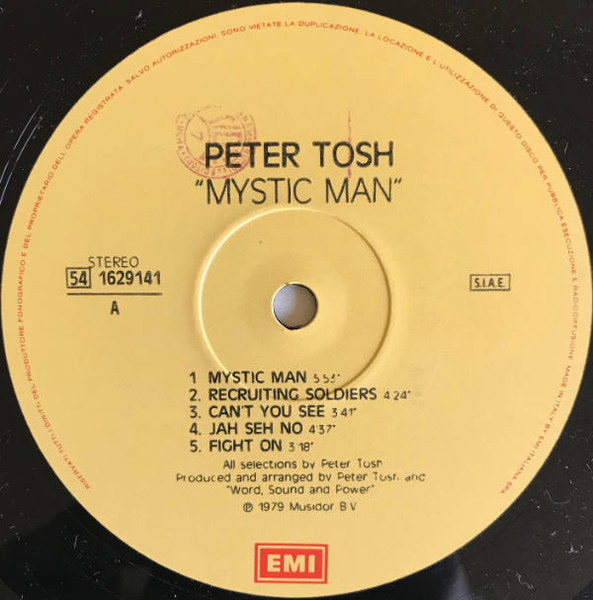 RISERVATI TUTTI I DIRITTI DEL PRODUTTORE FONOGRAFICO E DEL PROPRIETARIO DELL'OPERA REGISTRATA. SALVO AUTORIZZAZIONI, SONO VIETATE LA DUPLICAZIONE, LA LOCAZIONE E L'UTILIZZAZIONE DI QUESTO DISCO PER PUBBLICA ESECUZIONE E RADIODIFFUSIONE. MADE IN ITALY BY EMI ITALIANA SPA.
PETER TOSH
"MYSTIC MAN"
STEREO
54 1629141
A
S.I.A.E.
1 MYSTIC MAN 5'53"
2. RECRUITING SOLDIERS 4'24"
3. CAN'T YOU SEE 3'41"
4. JAH SEH NO 4'37"
5. FIGHT ON 3'18"
All selections by Peter Tosh
Produced and arranged by Peter Tosh and
"Word, Sound and Power"
℗ 1979 Musidor B V
EMI